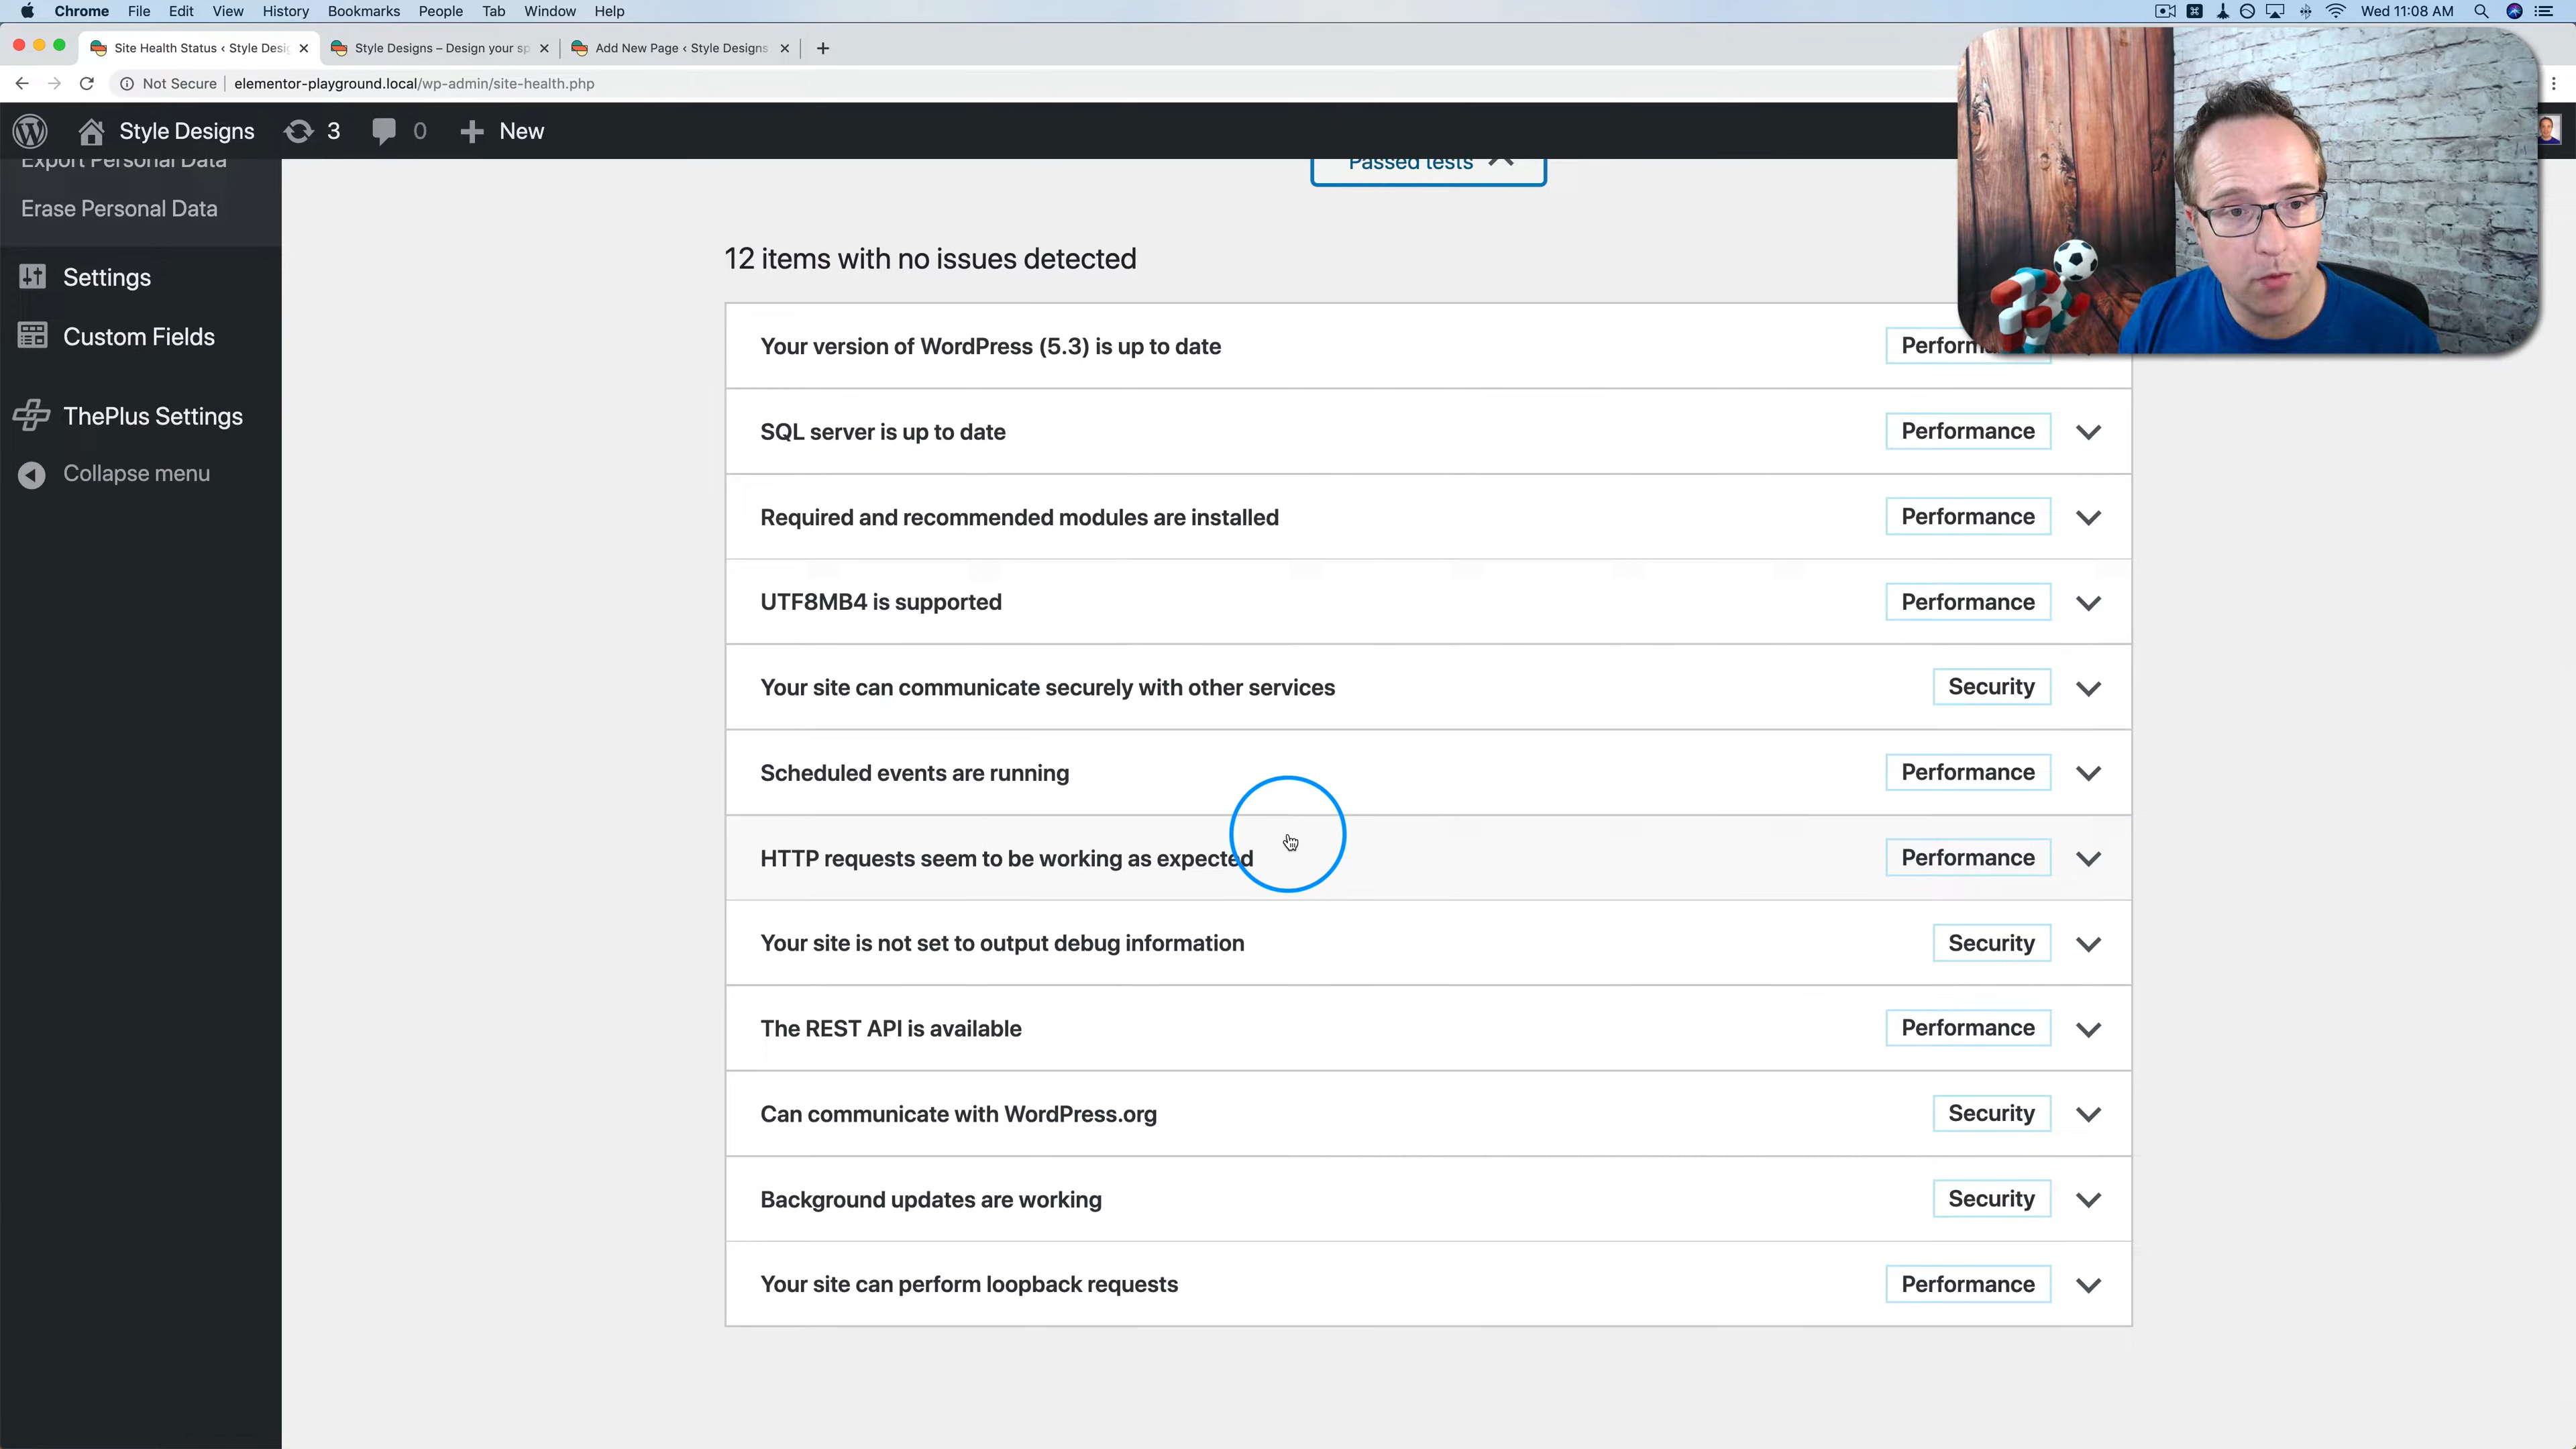 Chrome File Edit View History Bookmarks People Tab Window Help Wed 11:08 AM
Site Health Status ‹ Style Desig Style Designs – Design your sp Add New Page ‹ Style Designs
Not Secure elementor-playground.local/wp-admin/site-health.php
Style Designs 3 0 New
Export Personal Data
Erase Personal Data
Settings
Custom Fields
ThePlus Settings
Collapse menu
Passed tests
12 items with no issues detected
Your version of WordPress (5.3) is up to date Perform
SQL server is up to date Performance
Required and recommended modules are installed Performance
UTF8MB4 is supported Performance
Your site can communicate securely with other services Security
Scheduled events are running Performance
HTTP requests seem to be working as expected Performance
Your site is not set to output debug information Security
The REST API is available Performance
Can communicate with WordPress.org Security
Background updates are working Security
Your site can perform loopback requests Performance